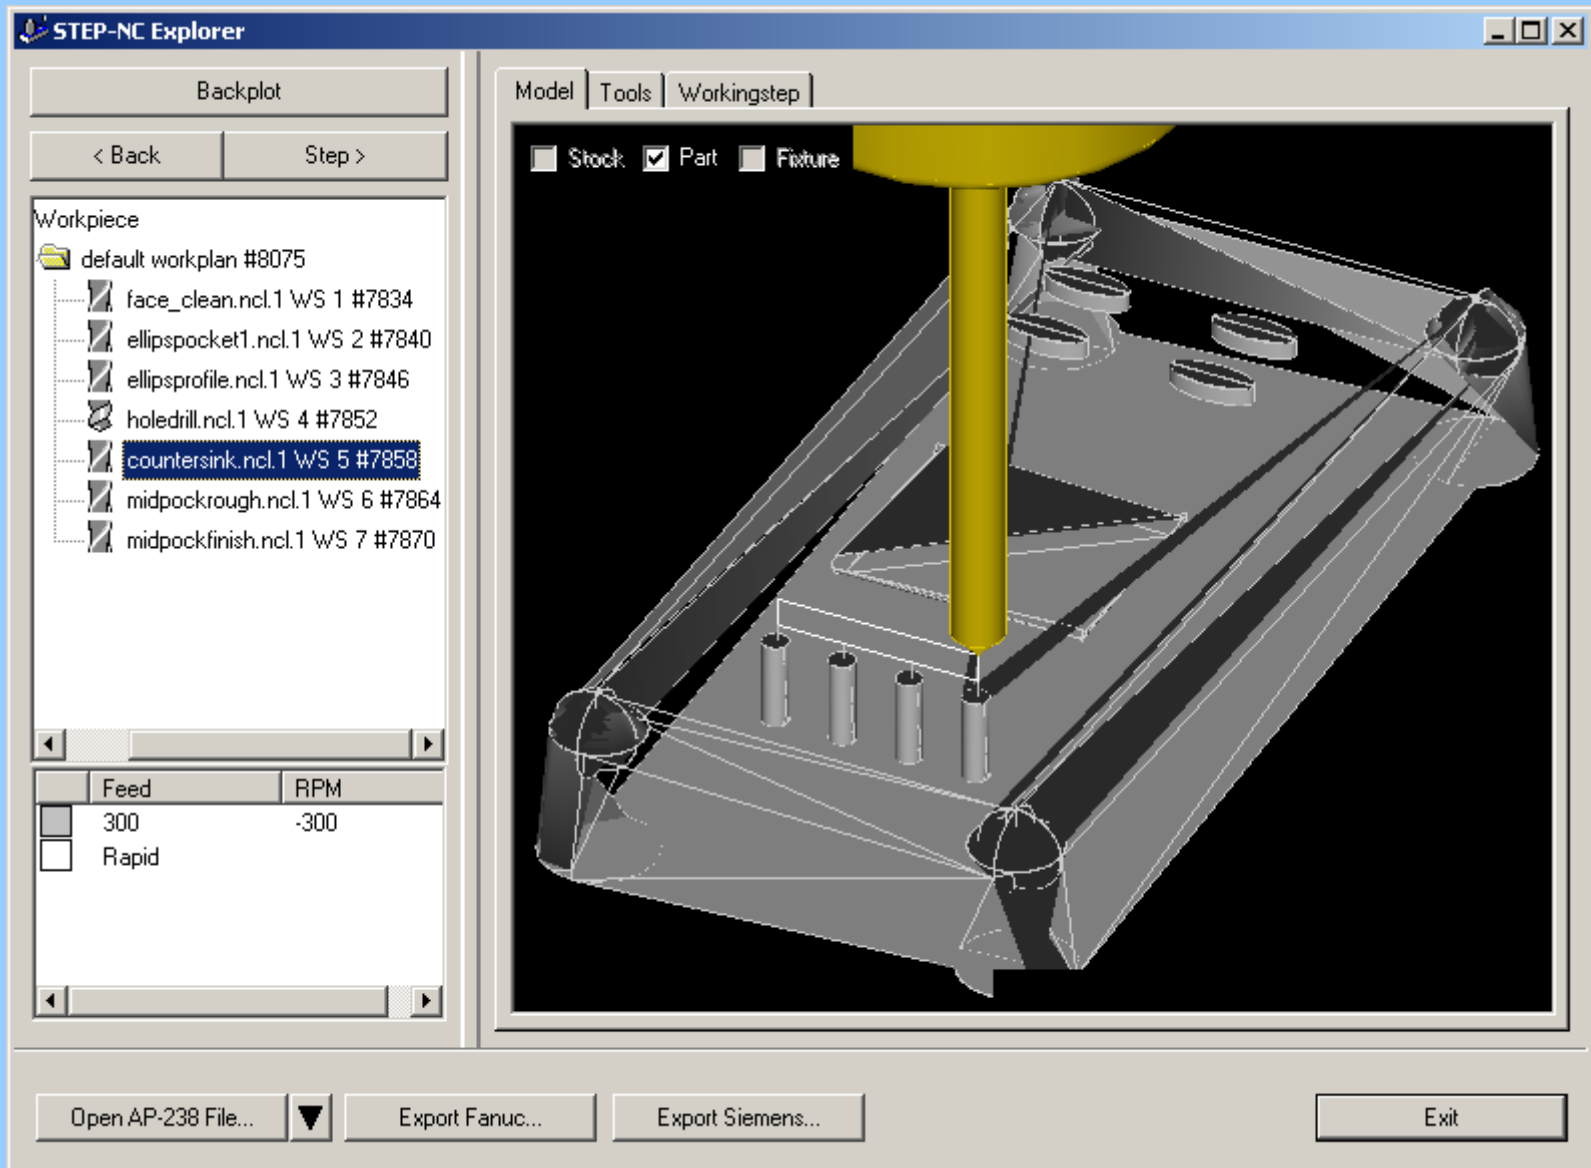 STEP-NC Explorer
Backplot
< Back
Step >
Workpiece
default workplan #8075
face_clean.ncl.1 WS 1 #7834
ellipspocket1.ncl.1 WS 2 #7840
ellipsprofile.ncl.1 WS 3 #7846
holedrill.ncl.1 WS 4 #7852
countersink.ncl.1 WS 5 #7858
midpockrough.ncl.1 WS 6 #7864
midpockfinish.ncl.1 WS 7 #7870
Feed RPM
300 -300
Rapid
Model Tools Workingstep
Stock Part Fixture
Open AP-238 File...
Export Fanuc...
Export Siemens...
Exit